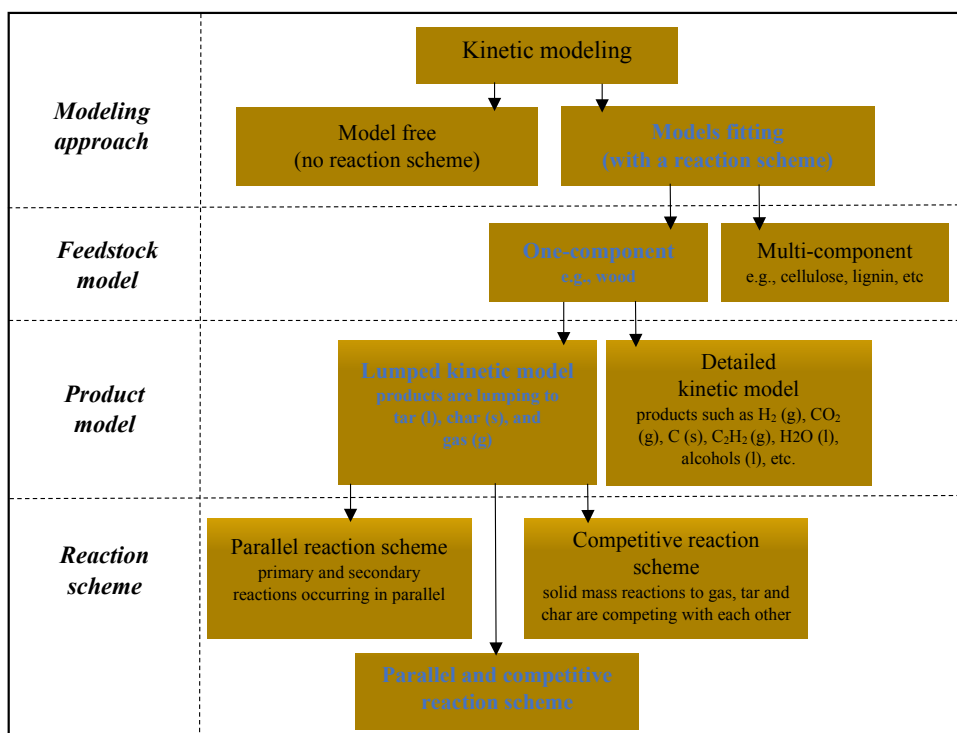 Kinetic modeling
Modeling
approach
Model free
(no reaction scheme)
Models fitting
(with a reaction scheme)
Feedstock
model
One-component
e.g., wood
Multi-component
e.g., cellulose, lignin, etc
Product
model
Lumped kinetic model
products are lumping to
tar (l), char (s), and
gas (g)
Detailed
kinetic model
products such as H₂ (g), CO₂
(g), C (s), C₂H₂ (g), H2O (l),
alcohols (l), etc.
Reaction
scheme
Parallel reaction scheme
primary and secondary
reactions occurring in parallel
Competitive reaction
scheme
solid mass reactions to gas, tar and
char are competing with each other
Parallel and competitive
reaction scheme